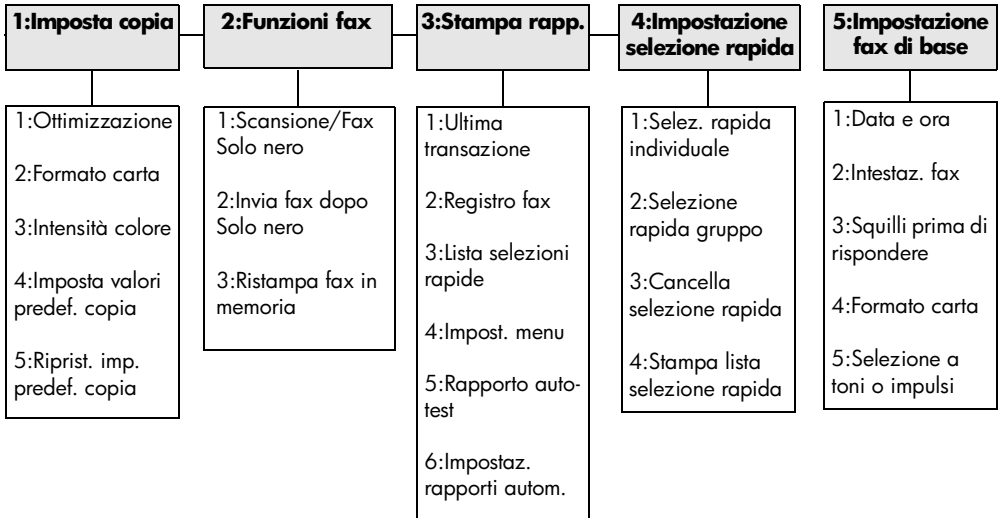 1:Imposta copia
1:Ottimizzazione
2:Formato carta
3:Intensità colore
4:Imposta valori
predef. copia
5:Riprist. imp.
predef. copia
2:Funzioni fax
1:Scansione/Fax
Solo nero
2:Invia fax dopo
Solo nero
3:Ristampa fax in
memoria
3:Stampa rapp.
1:Ultima
transazione
2:Registro fax
3:Lista selezioni
rapide
4:Impost. menu
5:Rapporto auto-
test
6:Impostaz.
rapporti autom.
4:Impostazione
selezione rapida
1:Selez. rapida
individuale
2:Selezione
rapida gruppo
3:Cancella
selezione rapida
4:Stampa lista
selezione rapida
5:Impostazione
fax di base
1:Data e ora
2:Intestaz. fax
3:Squilli prima di
rispondere
4:Formato carta
5:Selezione a
toni o impulsi